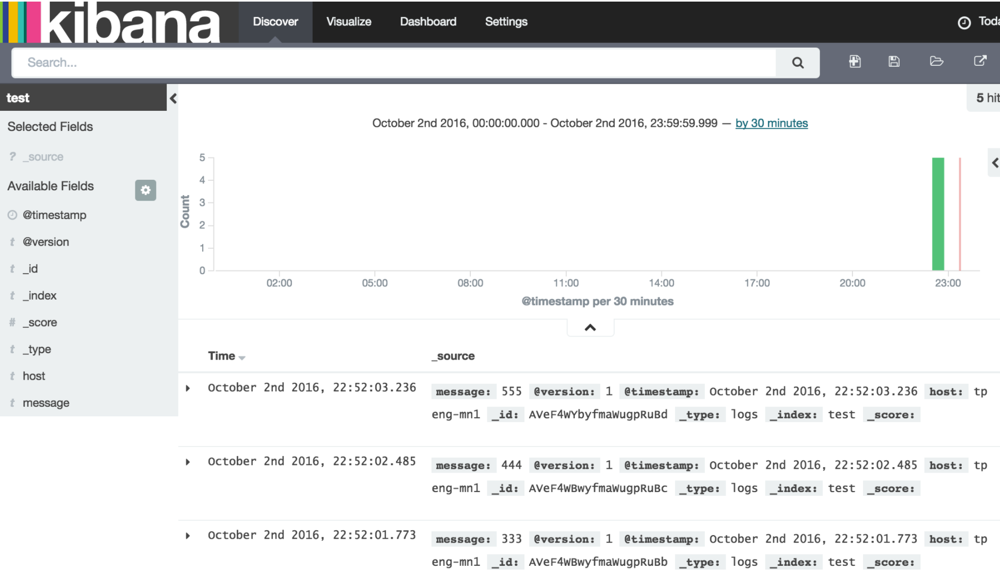 kibana Discover Visualize Dashboard Settings Toda
Search...
test
5 hit
Selected Fields
October 2nd 2016, 00:00:00.000 - October 2nd 2016, 23:59:59.999 — by 30 minutes
? _source
Available Fields
@timestamp
t @version
t _id
t _index
# _score
t _type
t host
t message
5
4
3
2
1
0
Count
02:00 05:00 08:00 11:00 14:00 17:00 20:00 23:00
@timestamp per 30 minutes
Time _source
October 2nd 2016, 22:52:03.236 message: 555 @version: 1 @timestamp: October 2nd 2016, 22:52:03.236 host: tp
eng-mn1 _id: AVeF4WYbyfmaWugpRuBd _type: logs _index: test _score:
October 2nd 2016, 22:52:02.485 message: 444 @version: 1 @timestamp: October 2nd 2016, 22:52:02.485 host: tp
eng-mn1 _id: AVeF4WBwyfmaWugpRuBc _type: logs _index: test _score:
October 2nd 2016, 22:52:01.773 message: 333 @version: 1 @timestamp: October 2nd 2016, 22:52:01.773 host: tp
eng-mn1 _id: AVeF4WBwyfmaWugpRuBb _type: logs _index: test _score: